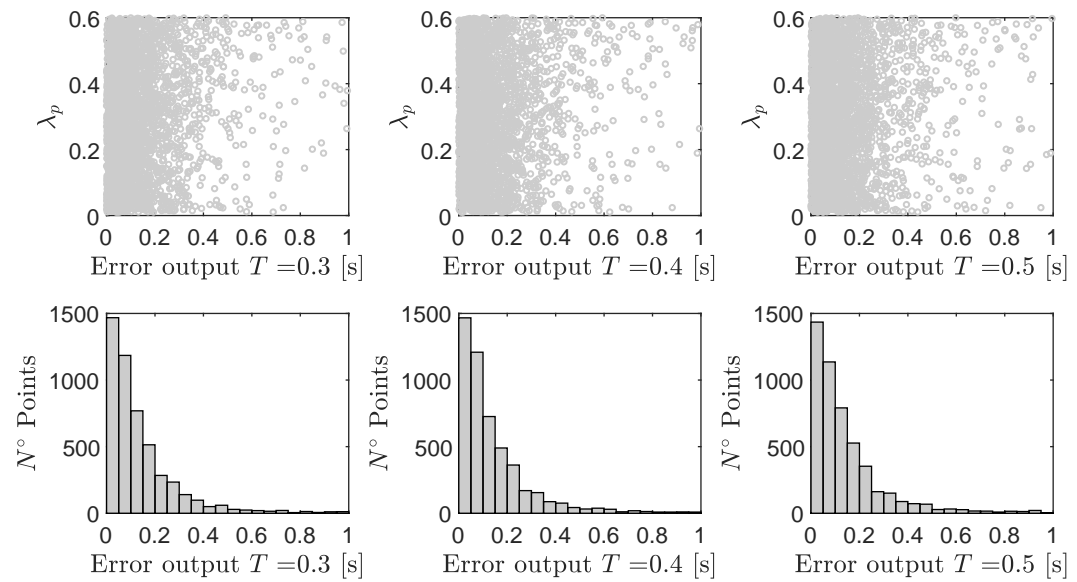 0.6 0.6 0.6
0.4 0.4 0.4
λp λp λp
0.2 0.2 0.2
0 0 0
0 0.2 0.4 0.6 0.8 1 0 0.2 0.4 0.6 0.8 1 0 0.2 0.4 0.6 0.8 1
Error output T =0.3 [s] Error output T =0.4 [s] Error output T =0.5 [s]
1500 1500 1500
1000 1000 1000
N° Points N° Points N° Points
500 500 500
0 0 0
0 0.2 0.4 0.6 0.8 1 0 0.2 0.4 0.6 0.8 1 0 0.2 0.4 0.6 0.8 1
Error output T =0.3 [s] Error output T =0.4 [s] Error output T =0.5 [s]